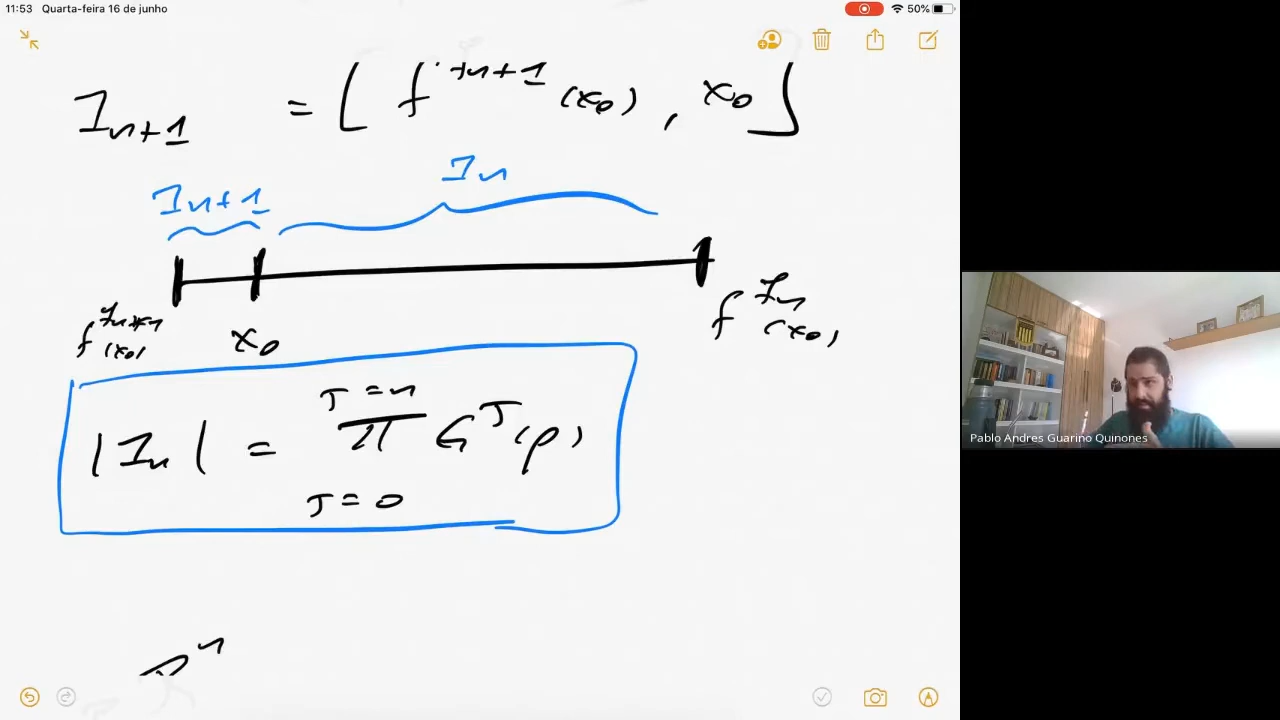 11:53 Quarta-feira 16 de junho
50%
I_{n+1} = [ f^{q_{n+1}}(x_0), x_0 ]
I_n
I_{n+1}
f^{q_{n+1}}(x_0)
x_0
f^{q_n}(x_0)
|I_n| = \prod_{J=0}^{J=n} G^J(ρ)
Pablo Andres Guarino Quinones